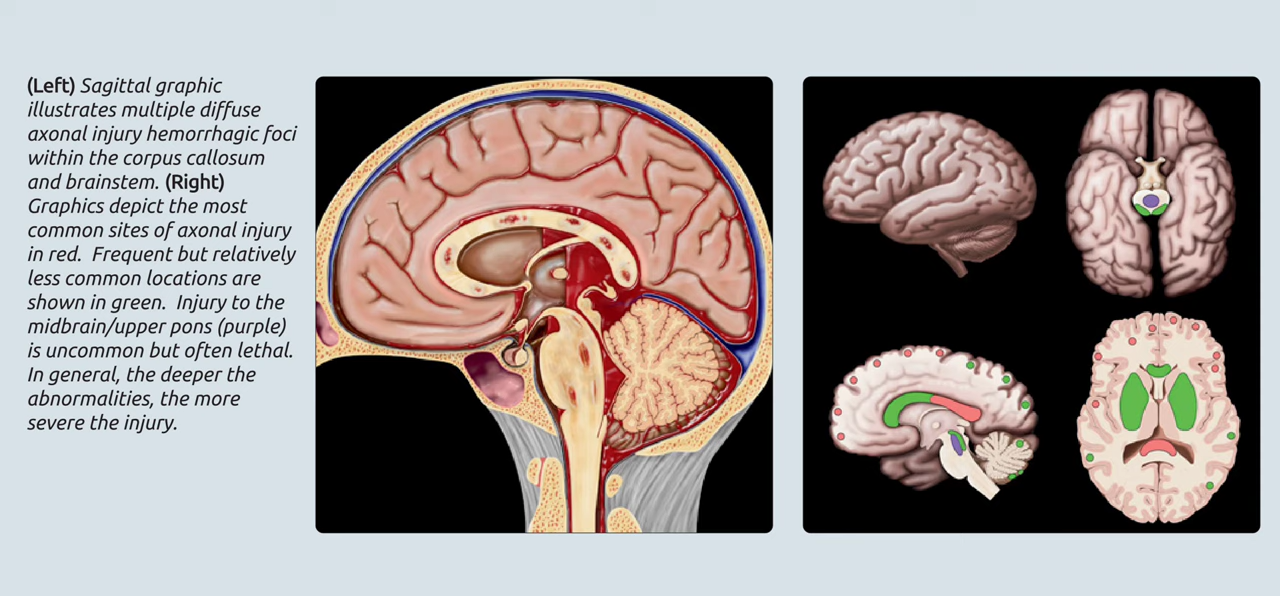 (Left) Sagittal graphic
illustrates multiple diffuse
axonal injury hemorrhagic foci
within the corpus callosum
and brainstem. (Right)
Graphics depict the most
common sites of axonal injury
in red.  Frequent but relatively
less common locations are
shown in green.  Injury to the
midbrain/upper pons (purple)
is uncommon but often lethal.
In general, the deeper the
abnormalities, the more
severe the injury.